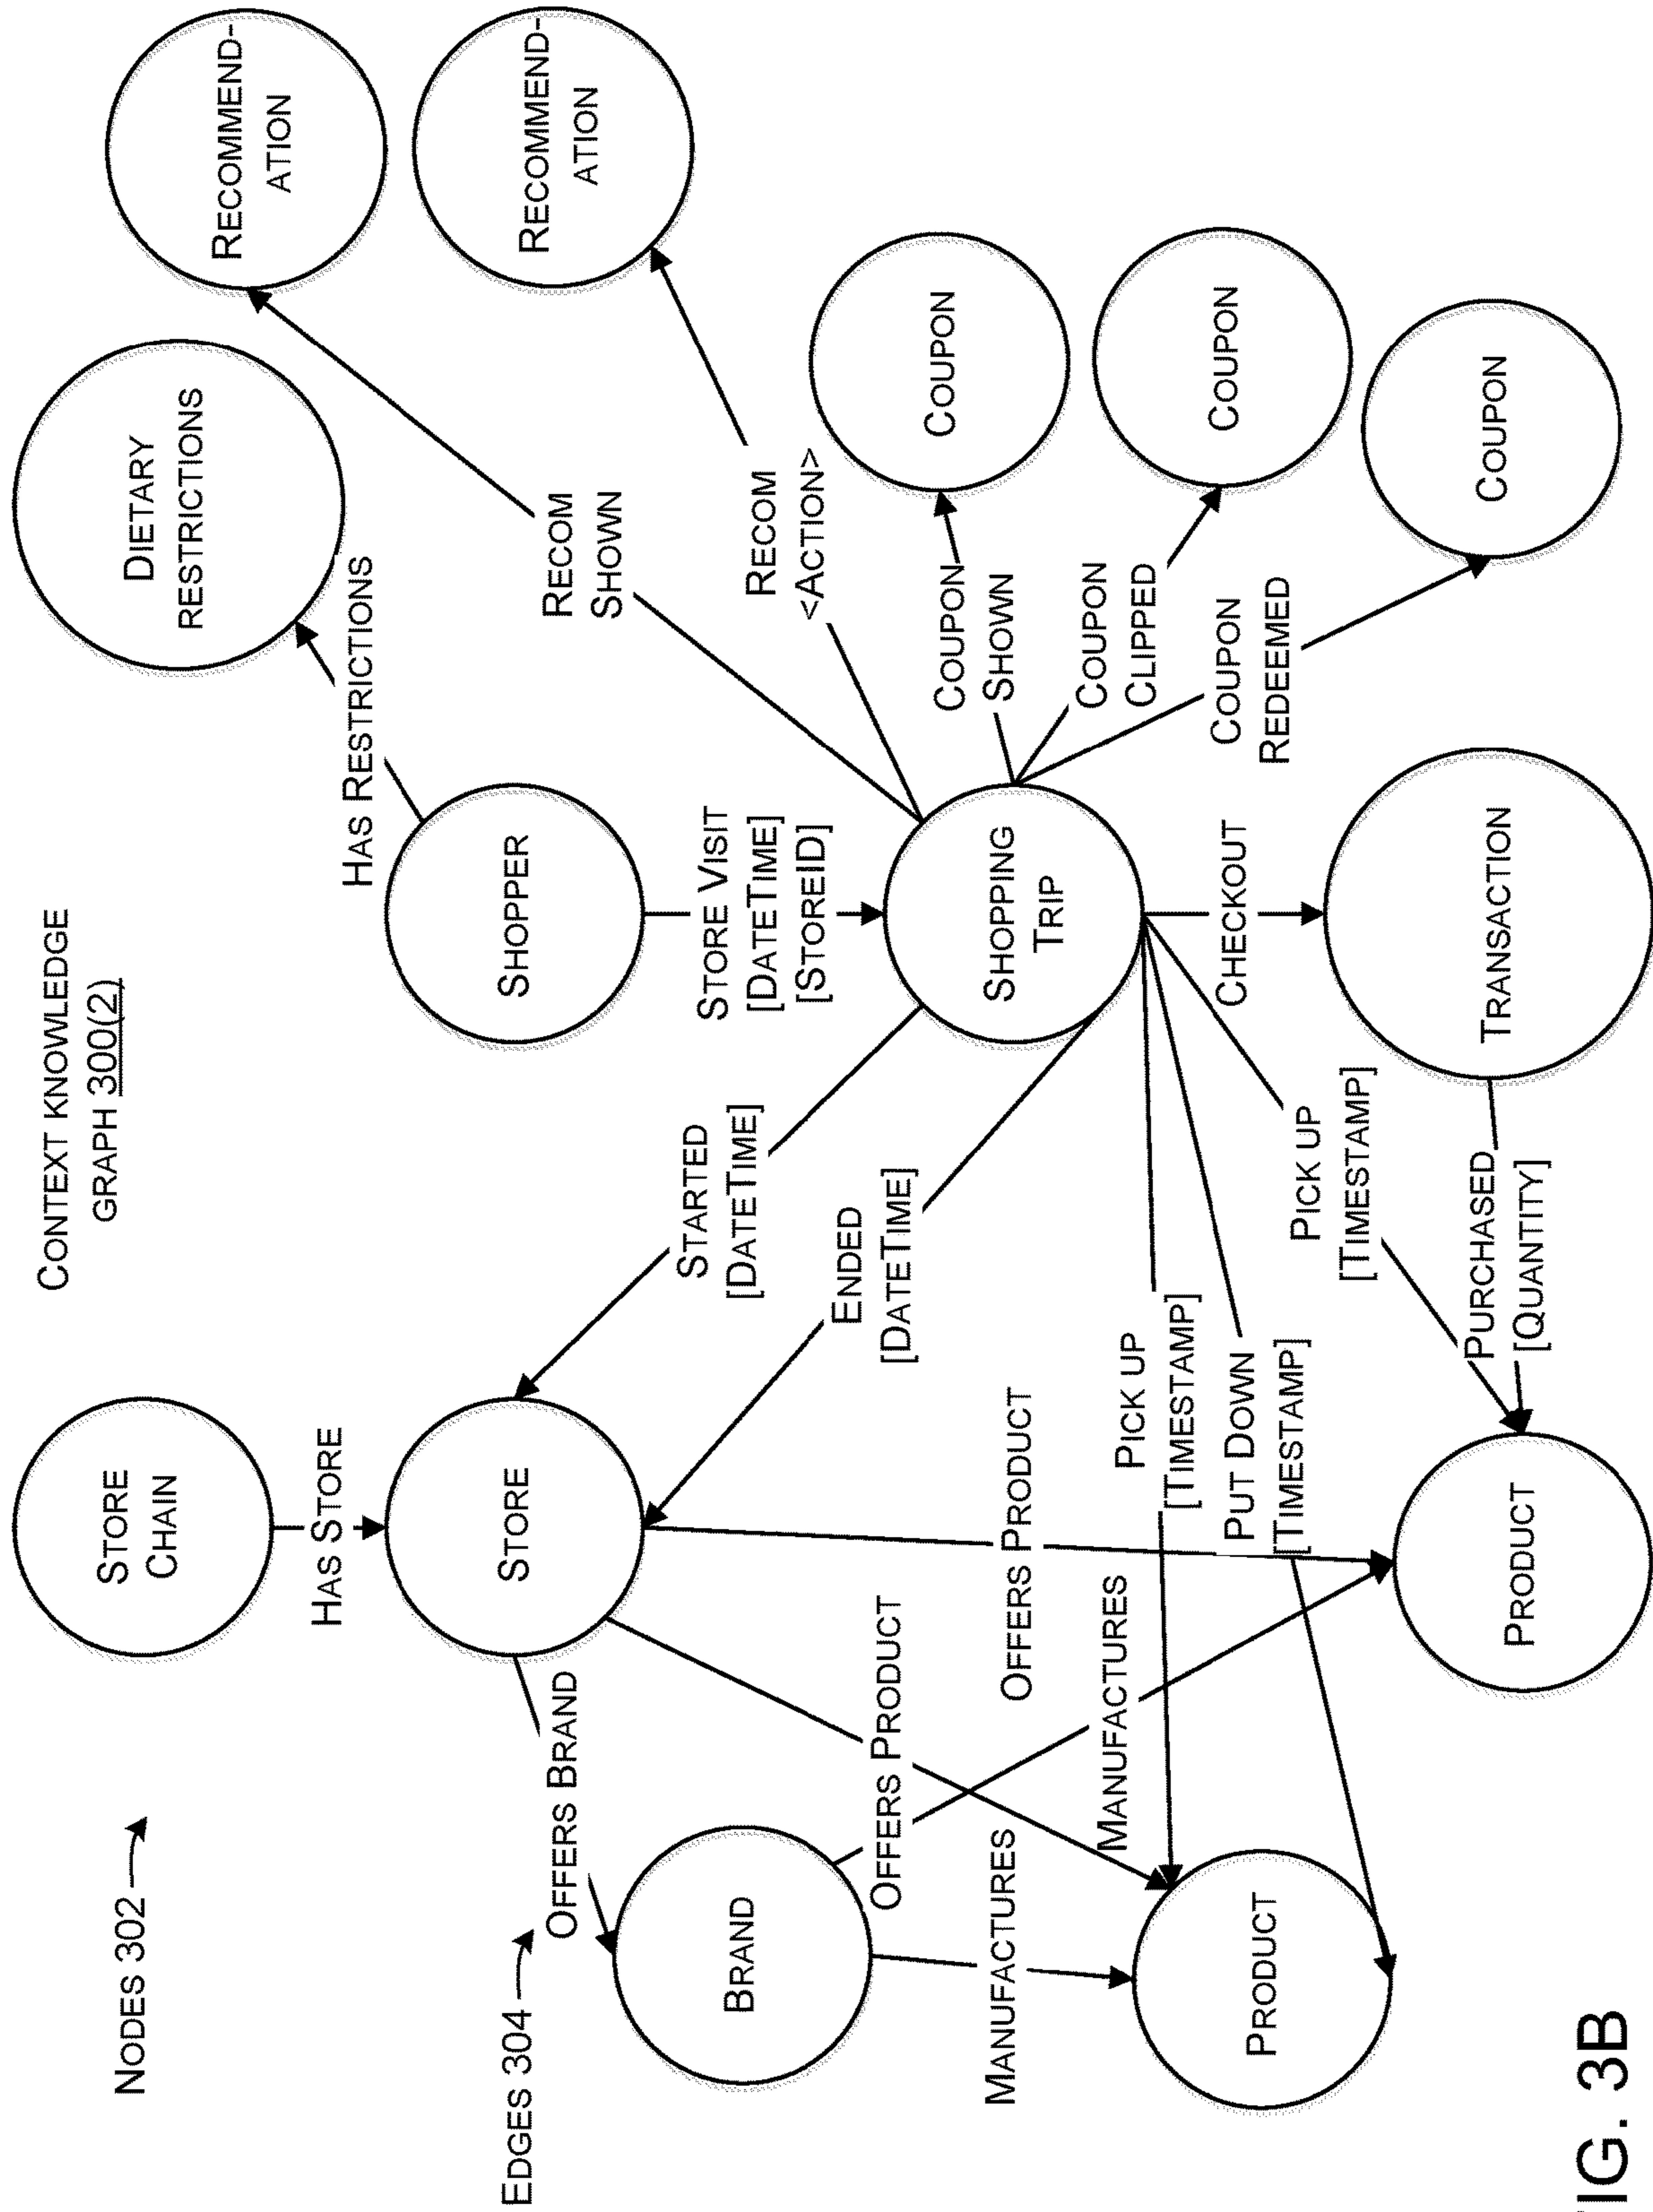 CONTEXT KNOWLEDGE
GRAPH 300(2)
NODES 302
EDGES 304
STORE
CHAIN
HAS STORE
STORE
OFFERS BRAND
BRAND
OFFERS PRODUCT
OFFERS PRODUCT
MANUFACTURES
MANUFACTURES
PRODUCT
PRODUCT
STARTED
[DATETIME]
ENDED
[DATETIME]
PICK UP
[TIMESTAMP]
PUT DOWN
[TIMESTAMP]
PICK UP
[TIMESTAMP]
PURCHASED
[QUANTITY]
SHOPPER
STORE VISIT
[DATETIME]
[STOREID]
SHOPPING
TRIP
CHECKOUT
TRANSACTION
HAS RESTRICTIONS
DIETARY
RESTRICTIONS
RECOM
SHOWN
RECOMMEND-
ATION
RECOM
<ACTION>
RECOMMEND-
ATION
COUPON
SHOWN
COUPON
COUPON
CLIPPED
COUPON
COUPON
REDEEMED
COUPON
IG. 3B